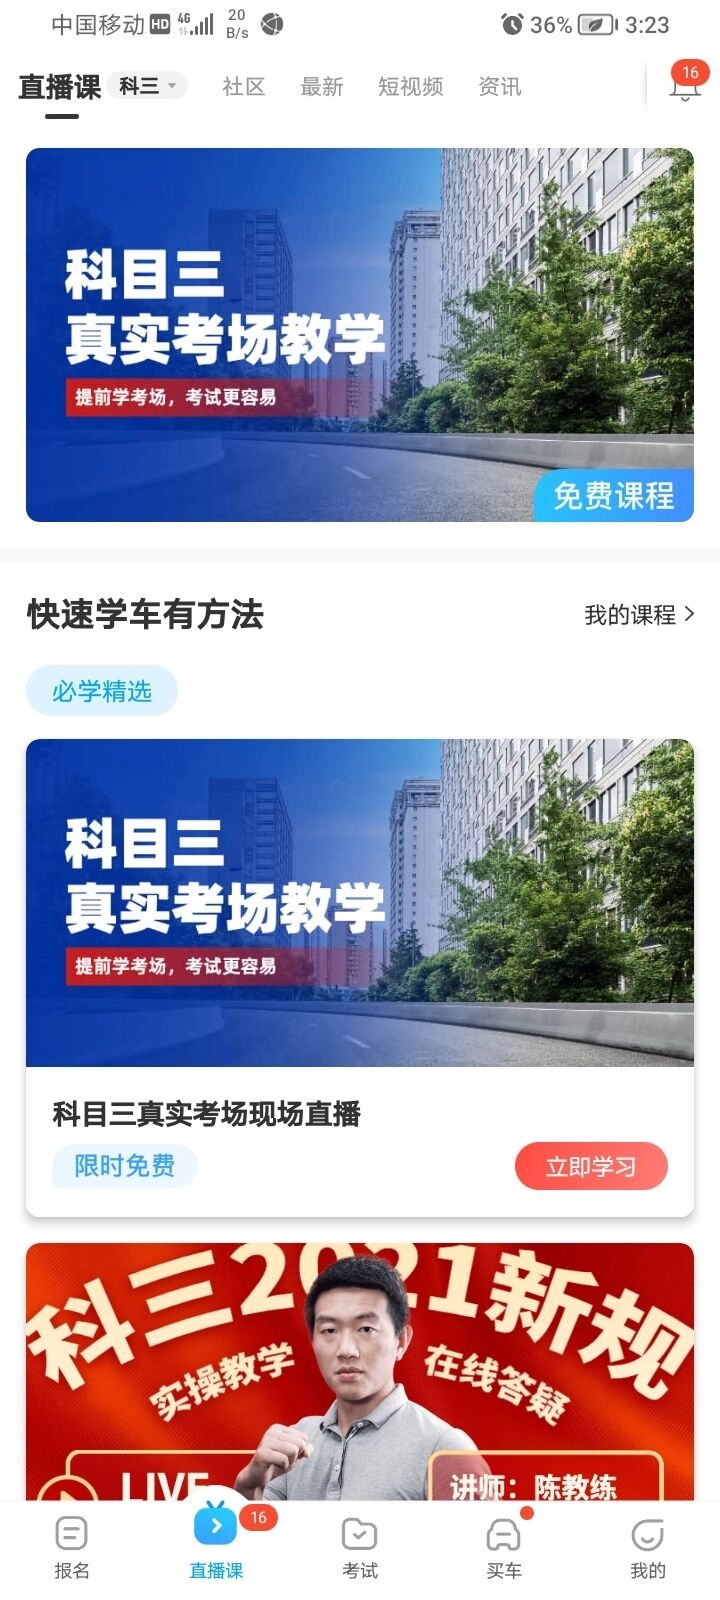 中国移动 HD 4G 20 B/s 36% 3:23
直播课 科三 社区 最新 短视频 资讯 16
科目三
真实考场教学
提前学考场，考试更容易
免费课程
快速学车有方法 我的课程
必学精选
科目三
真实考场教学
提前学考场，考试更容易
科目三真实考场现场直播
限时免费 立即学习
科三2021新规
实操教学 在线答疑
LIVE 讲师：陈教练
16
报名 直播课 考试 买车 我的